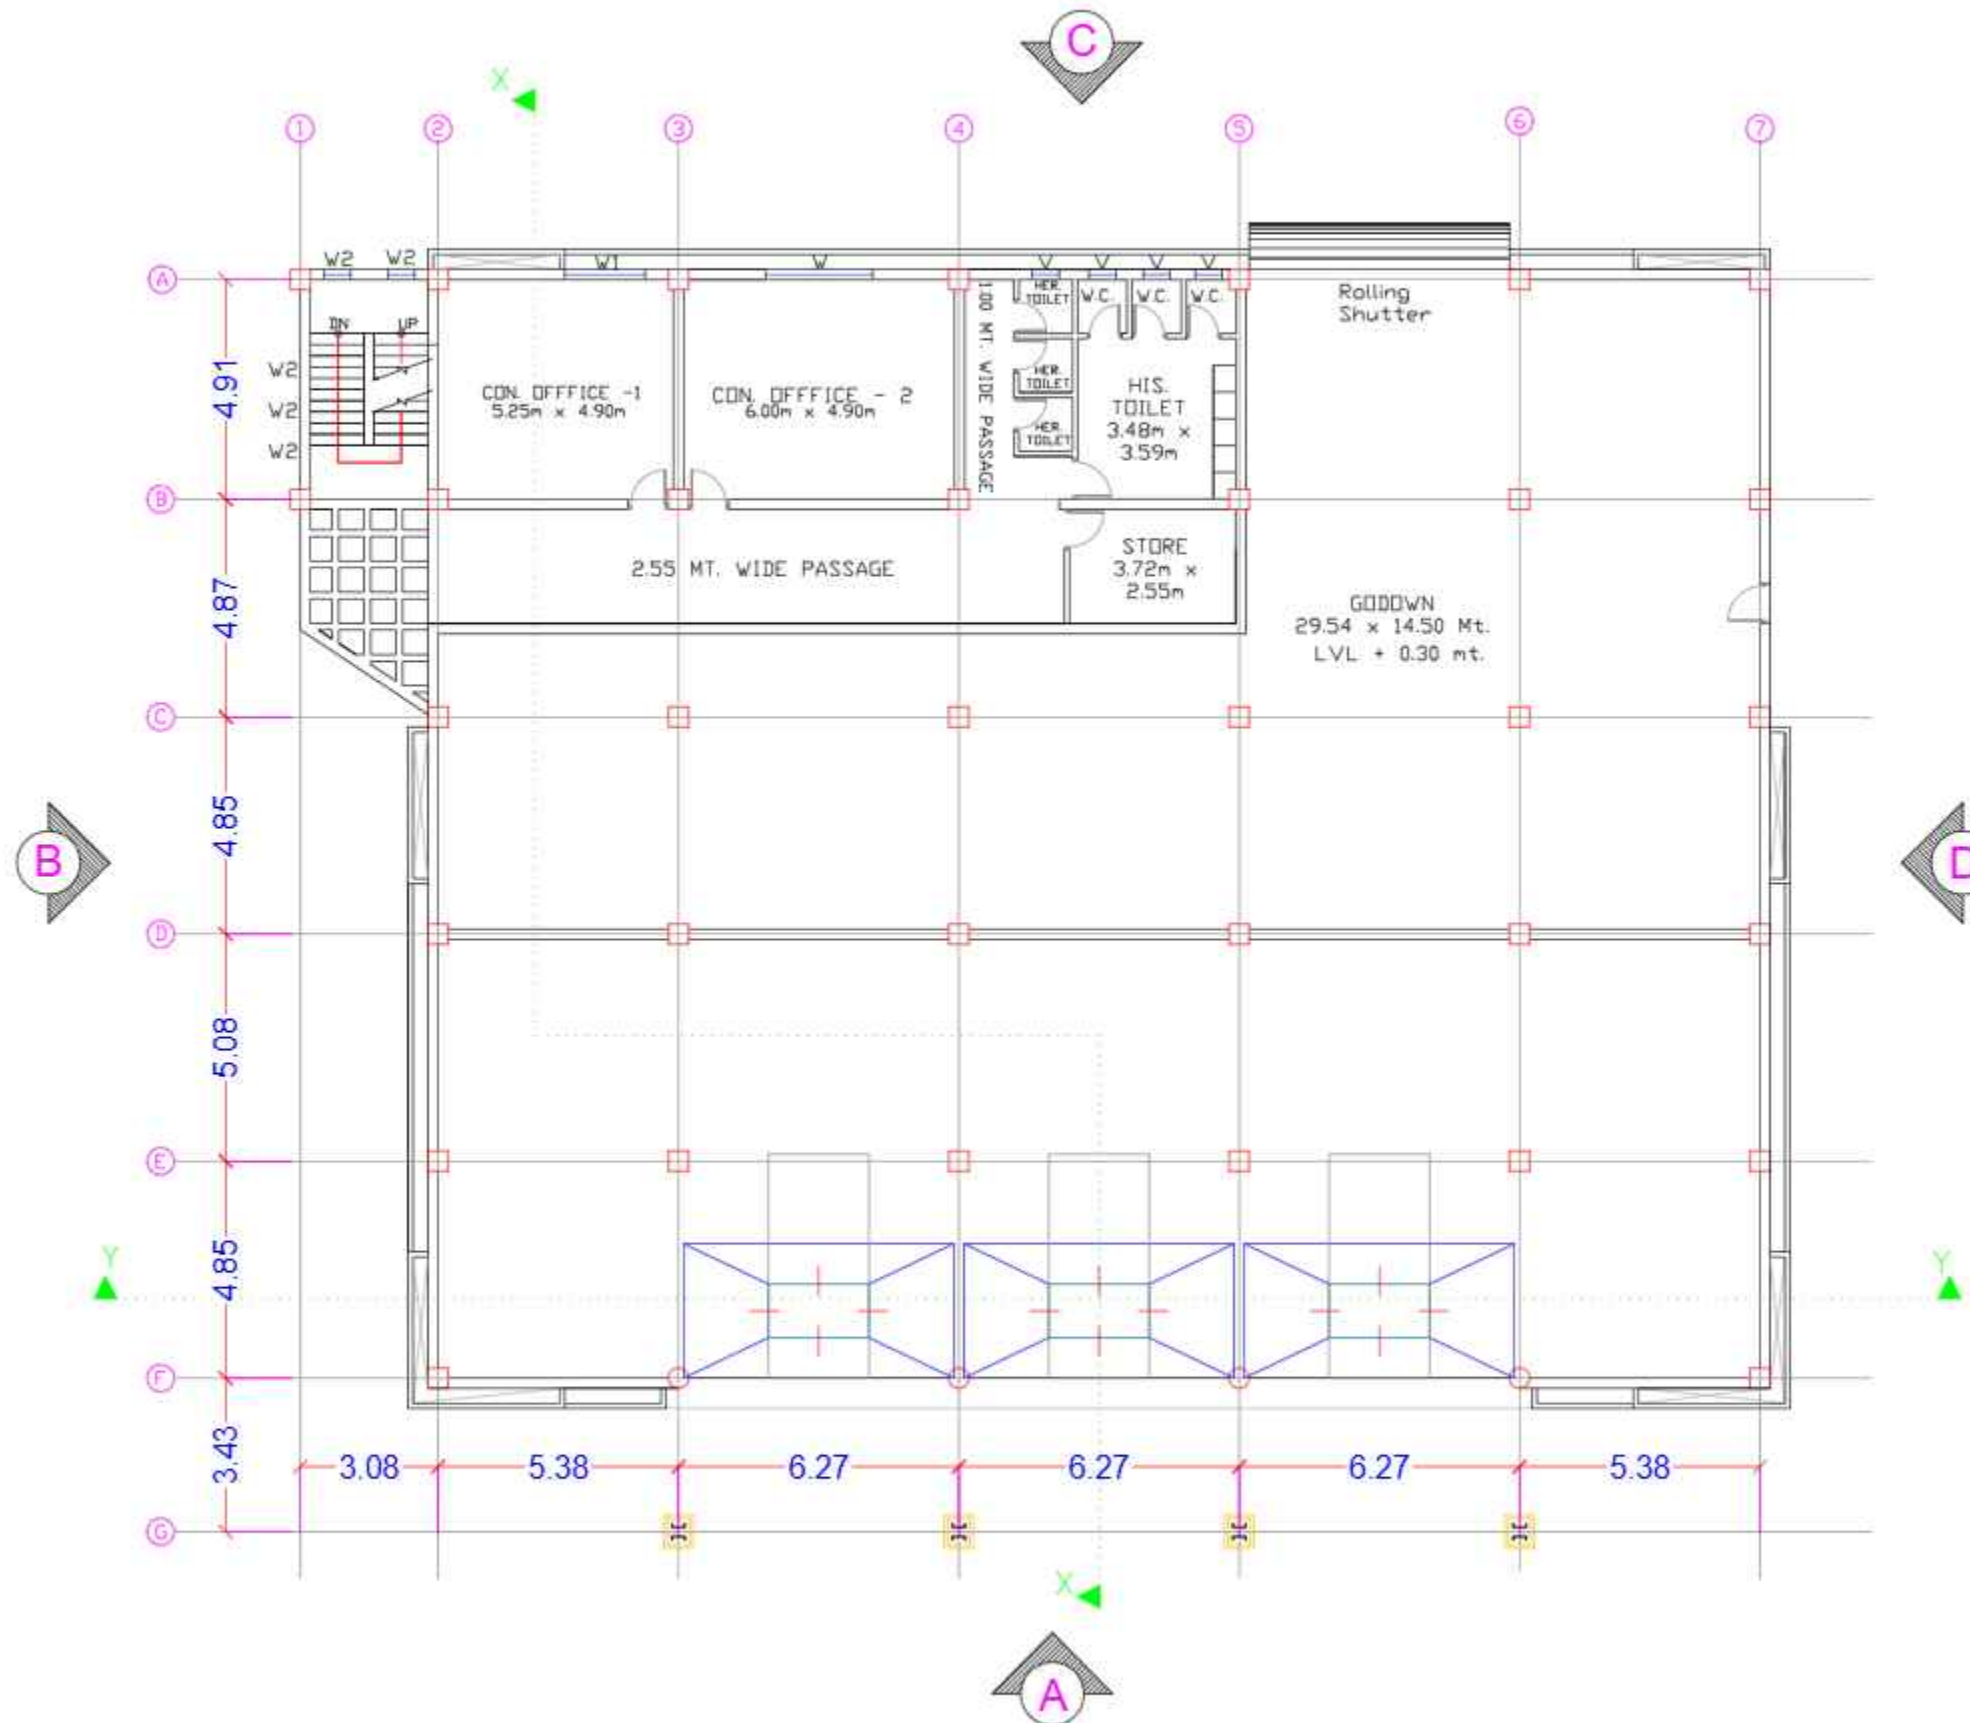 C
X
1
2
3
4
5
6
7
W2
W2
W1
W
V
V
V
V
A
HER.
TOILET
W.C.
W.C.
W.C.
Rolling
Shutter
DN
UP
1.00 MT. WIDE PASSAGE
W2
W2
W2
4.91
CON. OFFFICE -1
5.25m x 4.90m
CON. OFFFICE - 2
6.00m x 4.90m
HER.
TOILET
HIS.
TOILET
3.48m x
3.59m
HER.
TOILET
B
4.87
2.55 MT. WIDE PASSAGE
STORE
3.72m x
2.55m
GODOWN
29.54 x 14.50 Mt.
LVL + 0.30 mt.
C
4.85
B
D
D
5.08
E
4.85
Y
Y
F
3.43
3.08
5.38
6.27
6.27
6.27
5.38
G
X
A